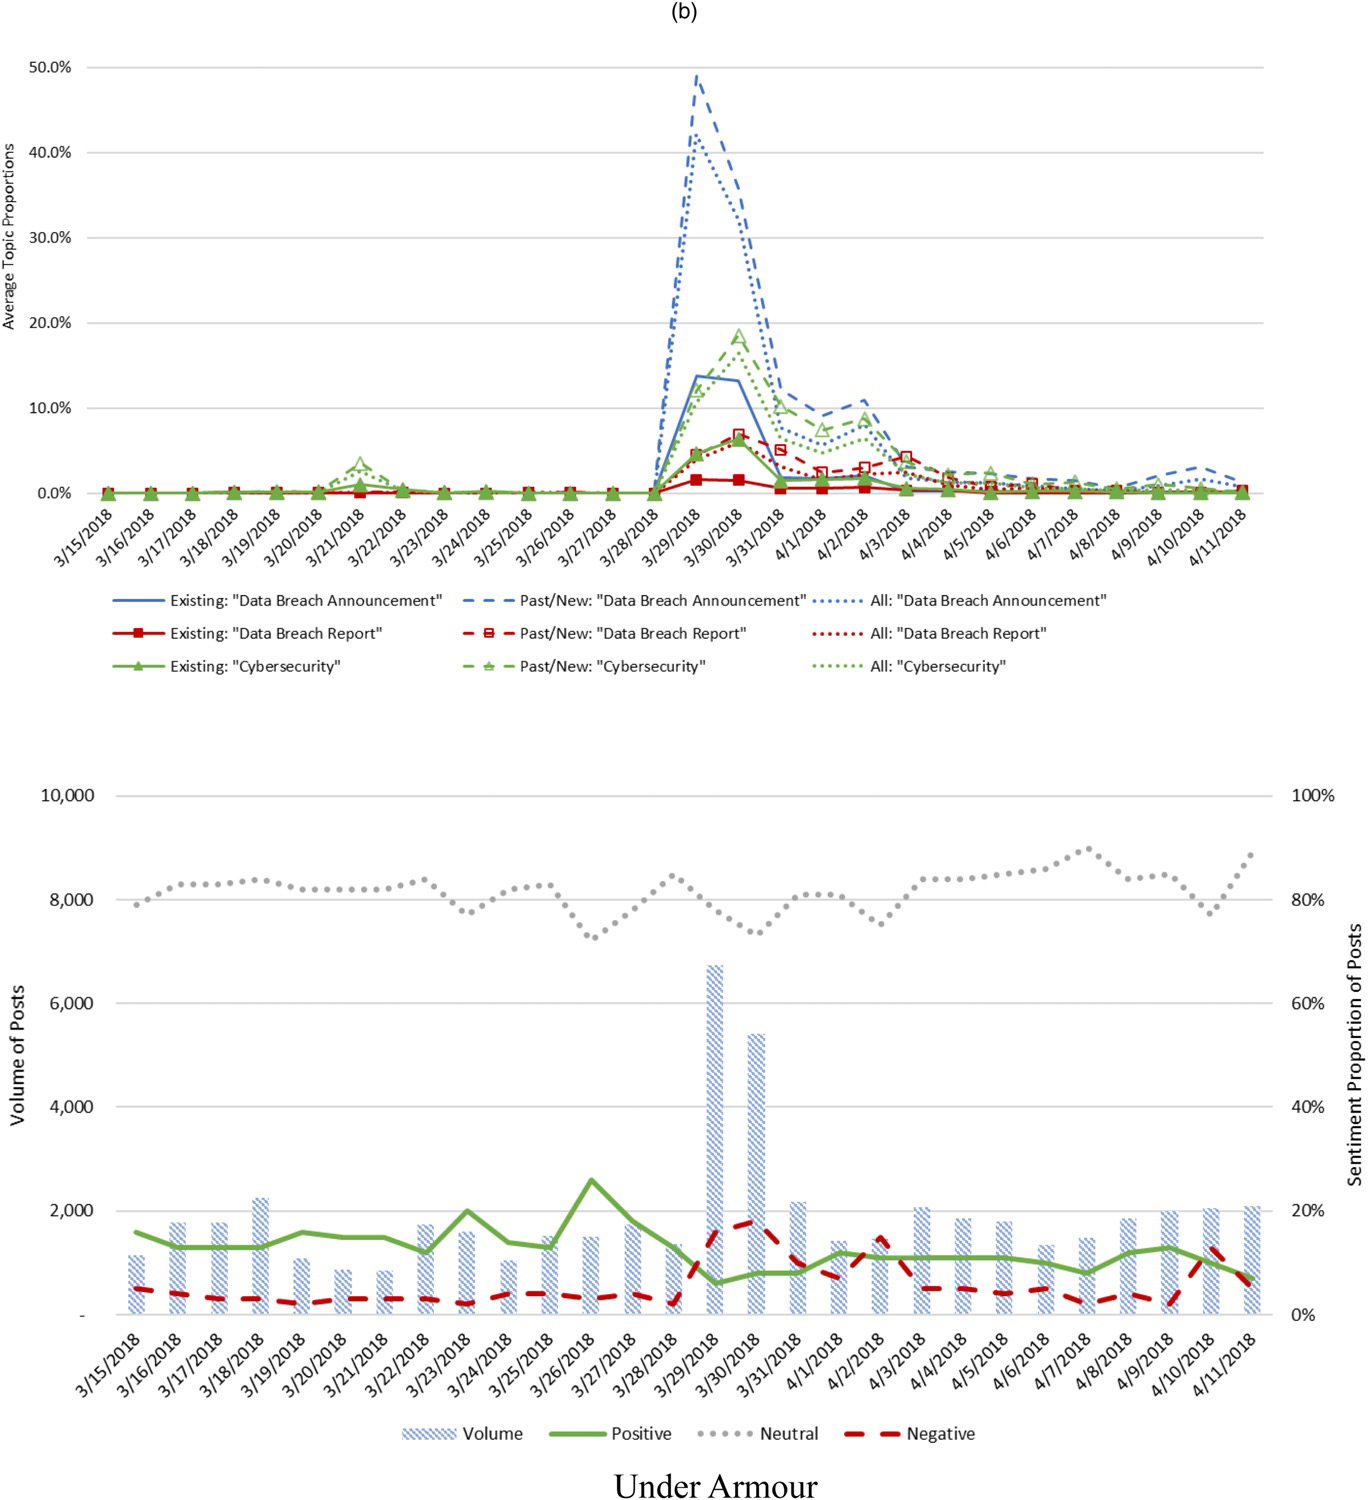 (b)
50.0%
40.0%
30.0%
20.0%
10.0%
0.0%
Average Topic Proportions
3/15/2018 3/16/2018 3/17/2018 3/18/2018 3/19/2018 3/20/2018 3/21/2018 3/22/2018 3/23/2018 3/24/2018 3/25/2018 3/26/2018 3/27/2018 3/28/2018 3/29/2018 3/30/2018 3/31/2018 4/1/2018 4/2/2018 4/3/2018 4/4/2018 4/5/2018 4/6/2018 4/7/2018 4/8/2018 4/9/2018 4/10/2018 4/11/2018
Existing: "Data Breach Announcement" Past/New: "Data Breach Announcement" All: "Data Breach Announcement"
Existing: "Data Breach Report" Past/New: "Data Breach Report" All: "Data Breach Report"
Existing: "Cybersecurity" Past/New: "Cybersecurity" All: "Cybersecurity"
10,000 100%
8,000 80%
6,000 60%
4,000 40%
2,000 20%
- 0%
Volume of Posts
Sentiment Proportion of Posts
3/15/2018 3/16/2018 3/17/2018 3/18/2018 3/19/2018 3/20/2018 3/21/2018 3/22/2018 3/23/2018 3/24/2018 3/25/2018 3/26/2018 3/27/2018 3/28/2018 3/29/2018 3/30/2018 3/31/2018 4/1/2018 4/2/2018 4/3/2018 4/4/2018 4/5/2018 4/6/2018 4/7/2018 4/8/2018 4/9/2018 4/10/2018 4/11/2018
Volume Positive Neutral Negative
Under Armour